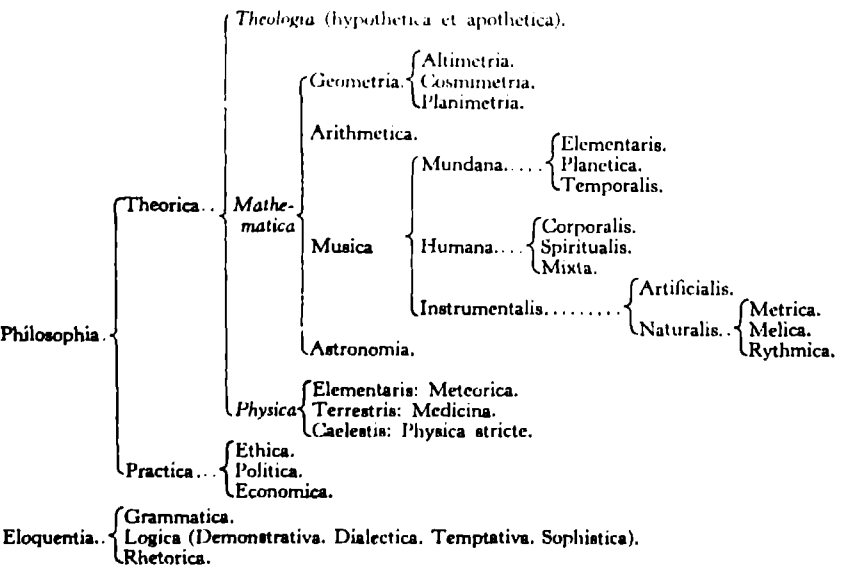 Theologia (hypothetica et apothetica).
Altimetria.
Geometria. Cosmimetria.
Planimetria.
Arithmetica.
Elementaris.
Mundana..... Planetica.
Temporalis.
Theorica.. Mathe-
matica
Corporalis.
Musica Humana.... Spiritualis.
Mixta.
Artificialis.
Instrumentalis.........
Metrica.
Naturalis.. Melica.
Rythmica.
Philosophia.
Astronomia.
Elementaris: Meteorica.
Physica Terrestris: Medicina.
Caelestis: Physica stricte.
Ethica.
Practica... Politica.
Economica.
Grammatica.
Eloquentia.. Logica (Demonstrativa. Dialectica. Temptativa. Sophistica).
Rhetorica.